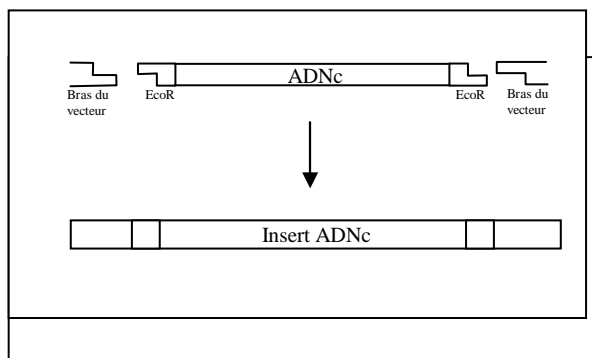 ADNc
Bras du
vecteur
EcoR
EcoR
Bras du
vecteur
Insert ADNc